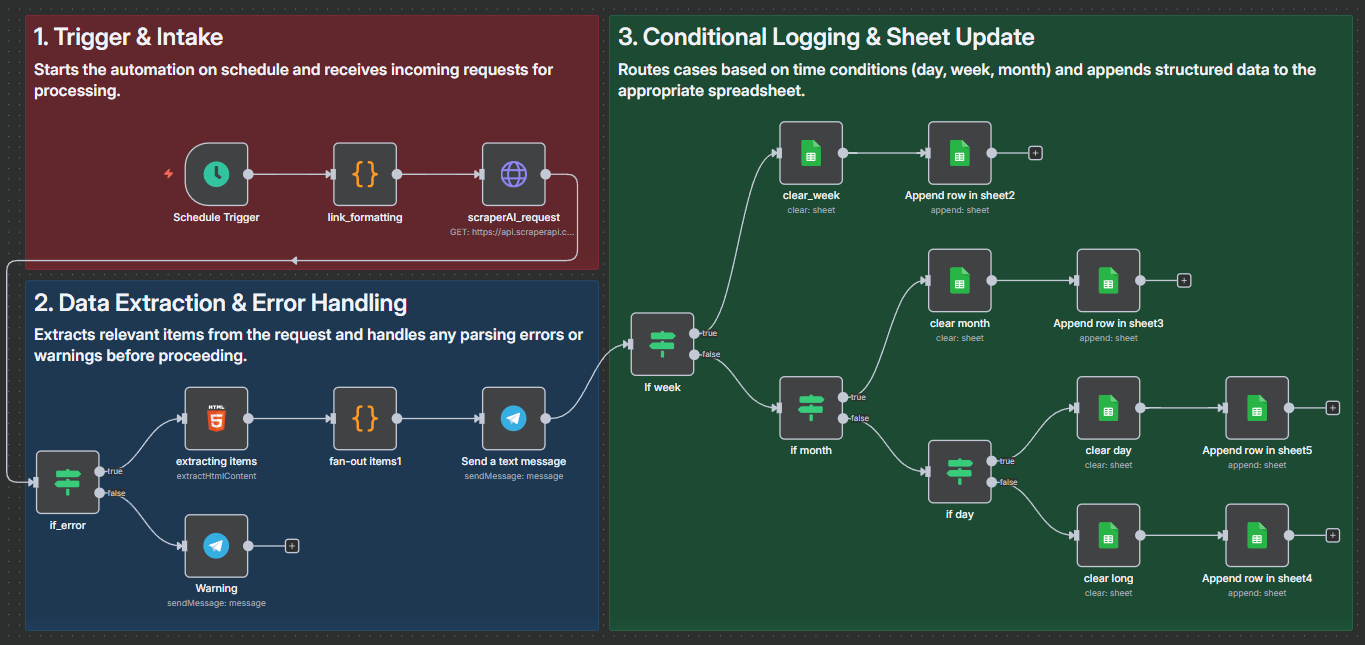 1. Trigger & Intake
Starts the automation on schedule and receives incoming requests for
processing.
Schedule Trigger
link_formatting
scraperAI_request
GET: https://api.scraperapi.c...
2. Data Extraction & Error Handling
Extracts relevant items from the request and handles any parsing errors or
warnings before proceeding.
if_error
true
false
HTML
5
extracting items
extractHtmlContent
fan-out items1
Send a text message
sendMessage: message
Warning
sendMessage: message
3. Conditional Logging & Sheet Update
Routes cases based on time conditions (day, week, month) and appends structured data to the
appropriate spreadsheet.
clear_week
clear: sheet
Append row in sheet2
append: sheet
If week
true
false
clear month
clear: sheet
Append row in sheet3
append: sheet
if month
true
false
clear day
clear: sheet
Append row in sheet5
append: sheet
if day
true
false
clear long
clear: sheet
Append row in sheet4
append: sheet